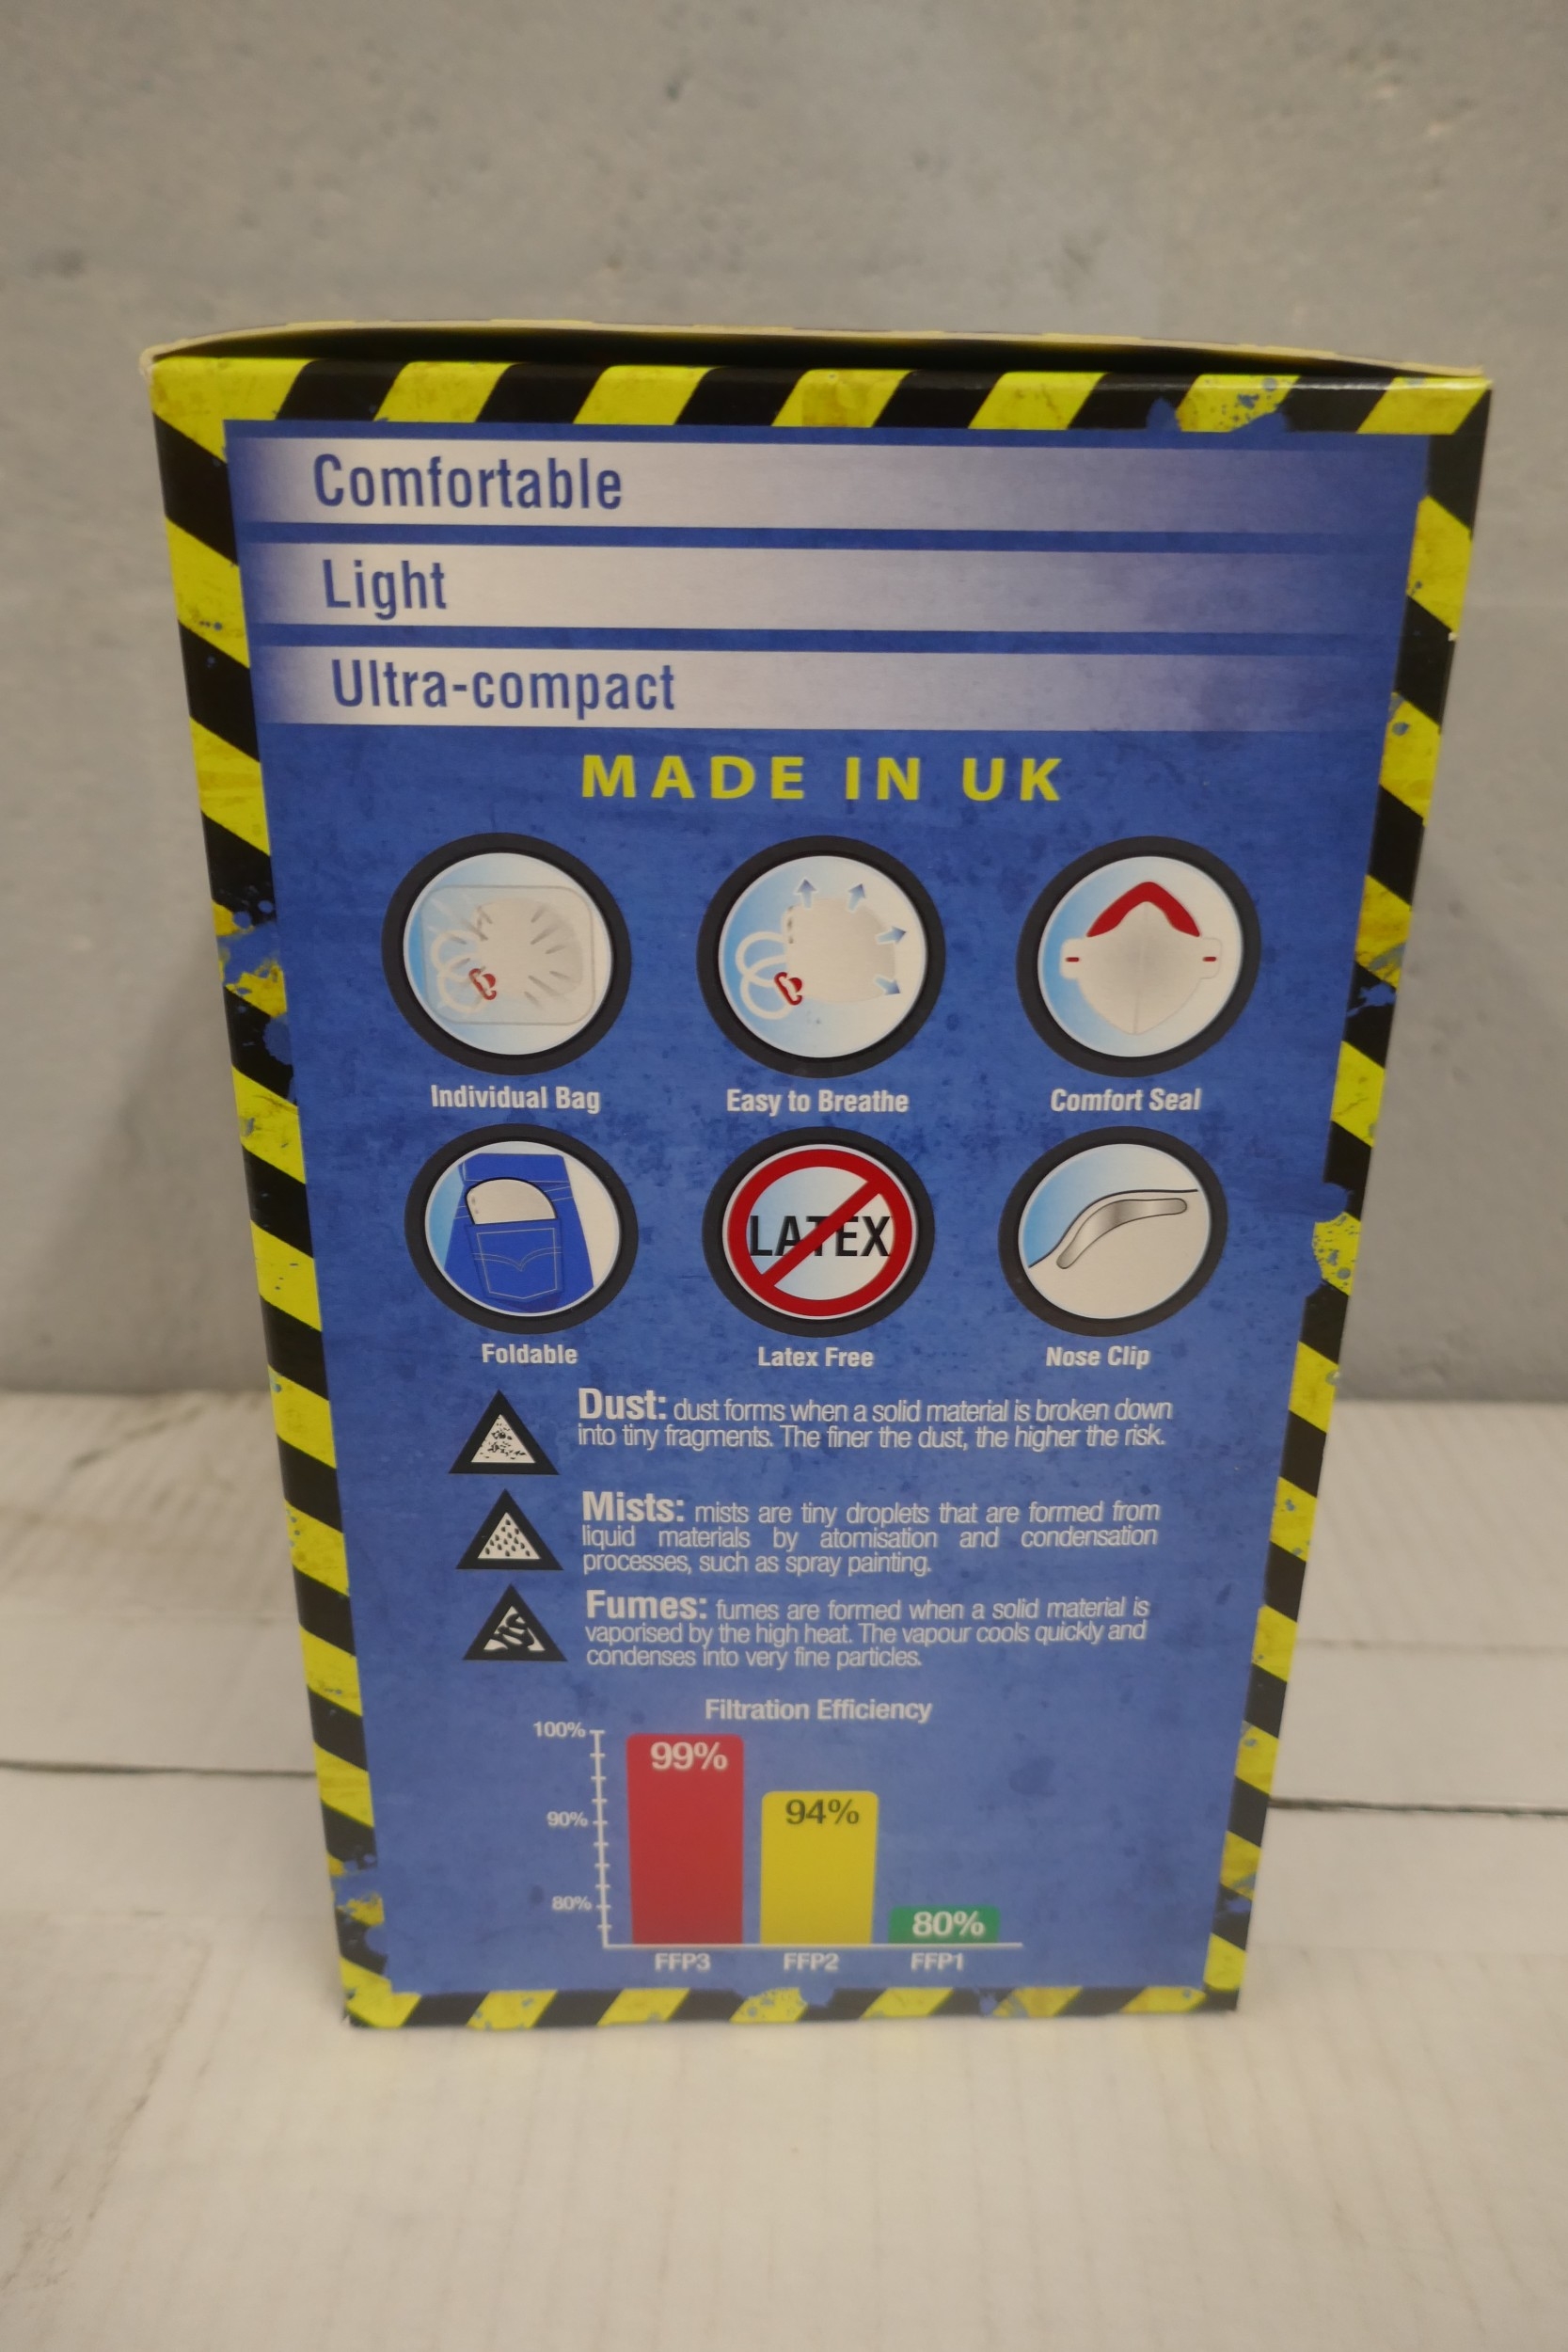 Comfortable
Light
Ultra-compact
MADE IN UK
Individual Bag
Easy to Breathe
Comfort Seal
LATEX
Foldable
Latex Free
Nose Clip
Dust: dust forms when a solid material is broken down
into tiny fragments. The finer the dust, the higher the risk.
Mists: mists are tiny droplets that are formed from
liquid materials by atomisation and condensation
processes, such as spray painting.
Fumes: fumes are formed when a solid material is
vaporised by the high heat. The vapour cools quickly and
condenses into very fine particles.
Filtration Efficiency
100%
99%
94%
90%
80%
80%
FFP3
FFP2
FFP1